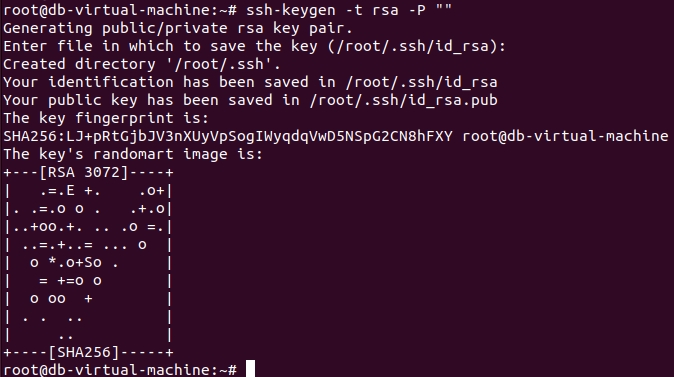 root@db-virtual-machine:~# ssh-keygen -t rsa -P ""
Generating public/private rsa key pair.
Enter file in which to save the key (/root/.ssh/id_rsa):
Created directory '/root/.ssh'.
Your identification has been saved in /root/.ssh/id_rsa
Your public key has been saved in /root/.ssh/id_rsa.pub
The key fingerprint is:
SHA256:LJ+pRtGjbJV3nXUyVpSogIWyqdqVwD5NSpG2CN8hFXY root@db-virtual-machine
The key's randomart image is:
+---[RSA 3072]----+
|   .=.E +.    .o+|
|. .=.o o .   .+.o|
|..+oo.+. .. .o =.|
| ..=.+..= ... o  |
|  o *.o+So .     |
|   = +=o o       |
|  o oo  +        |
| . .  ..         |
|     ..          |
+----[SHA256]-----+
root@db-virtual-machine:~#